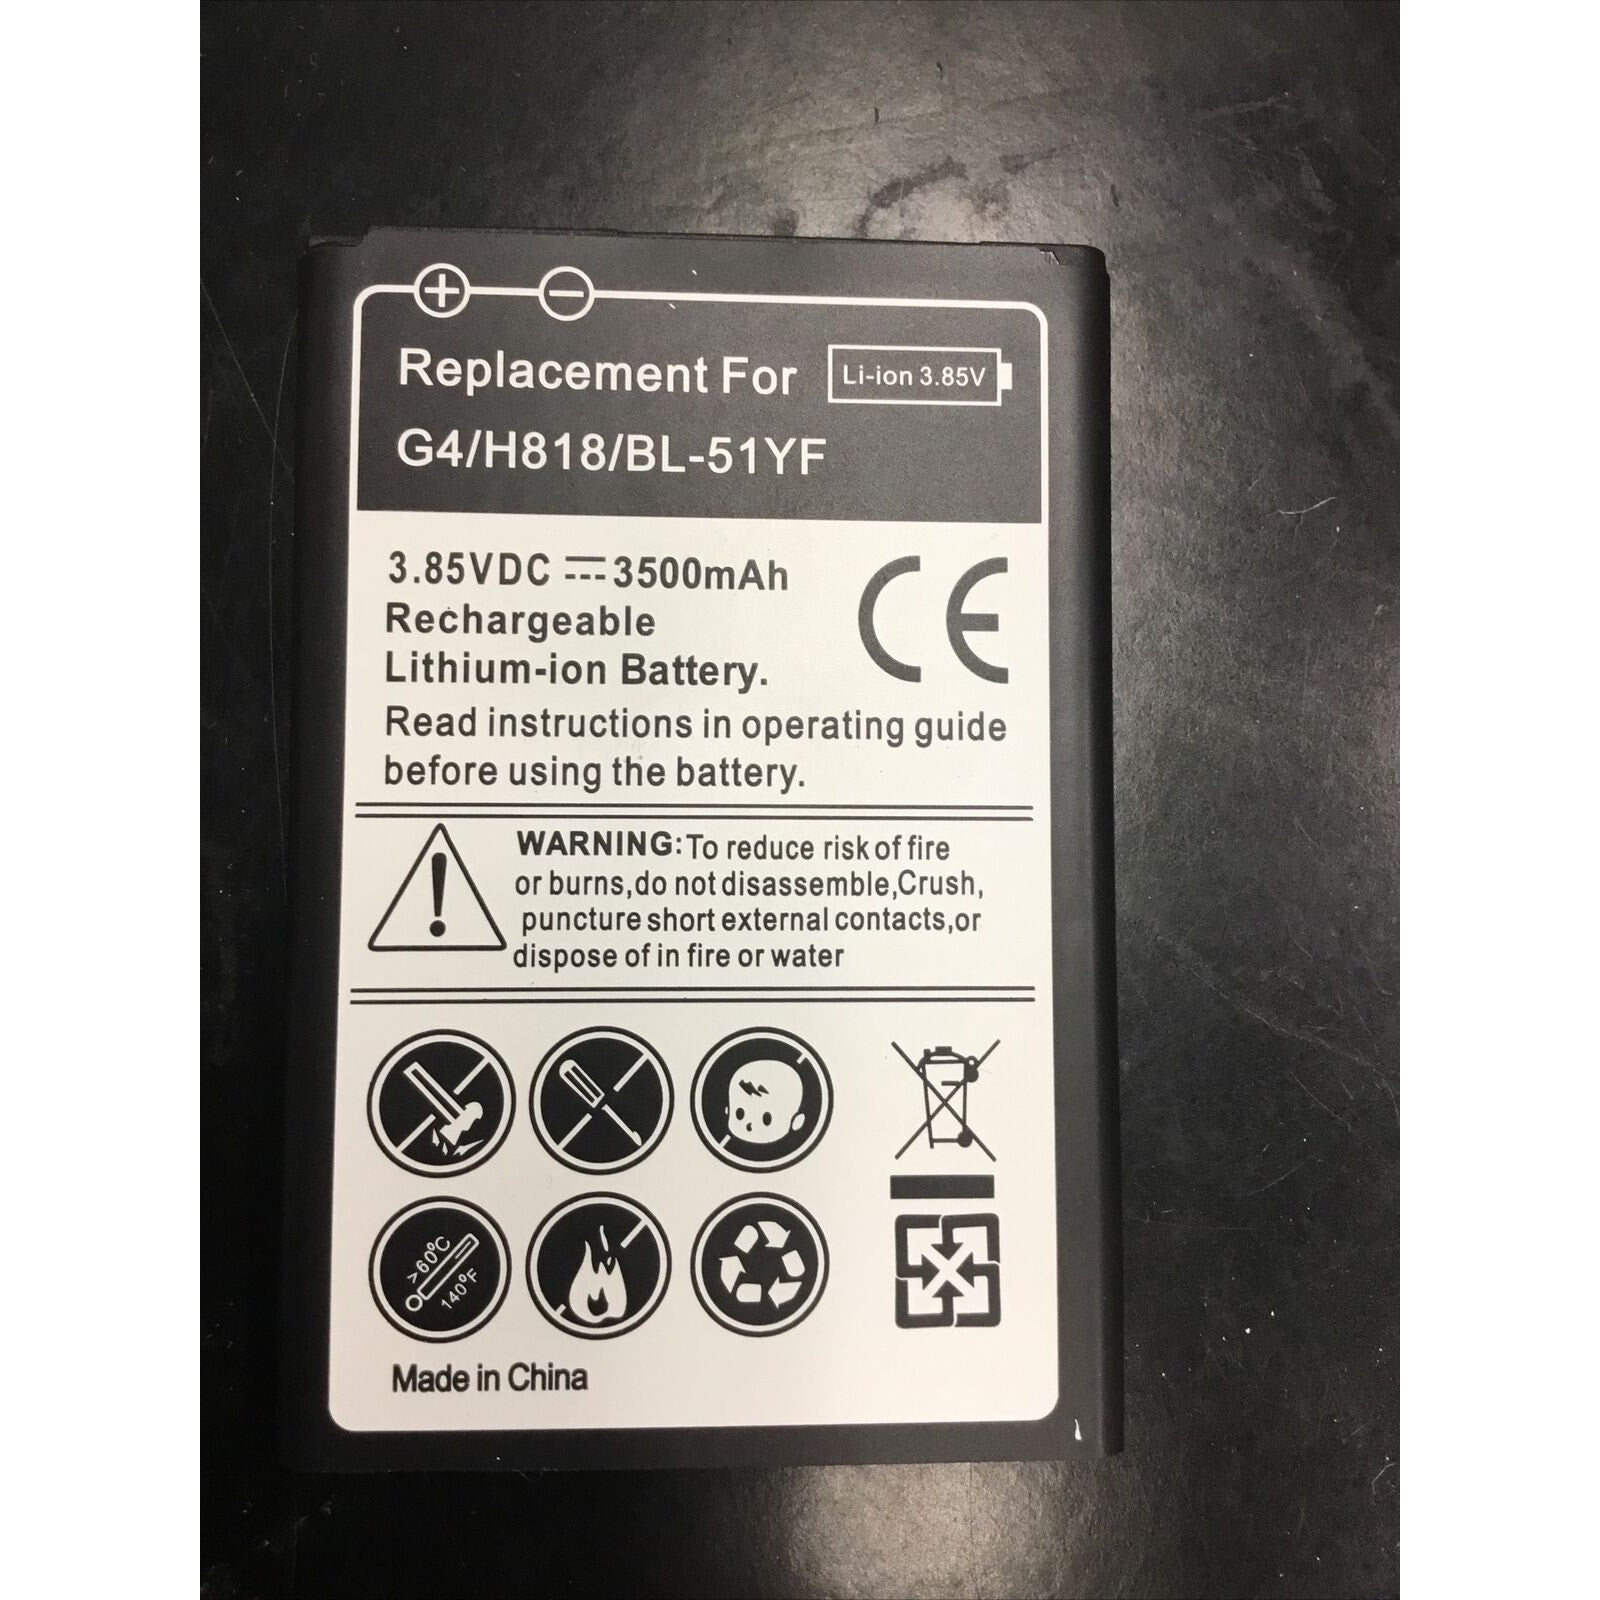 Replacement For
Li-ion 3.85V
G4/H818/BL-51YF
3.85VDC 3500mAh
CE
Rechargeable
Lithium-ion Battery.
Read instructions in operating guide
before using the battery.
WARNING:To reduce risk of fire
or burns,do not disassemble,Crush,
puncture short external contacts,or
dispose of in fire or water
>60°C
140°F
Made in China